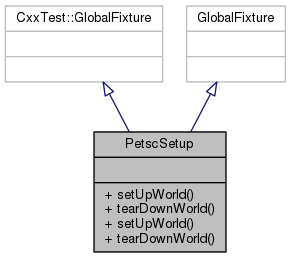 CxxTest::GlobalFixture
GlobalFixture
PetscSetup
+ setUpWorld()
+ tearDownWorld()
+ setUpWorld()
+ tearDownWorld()